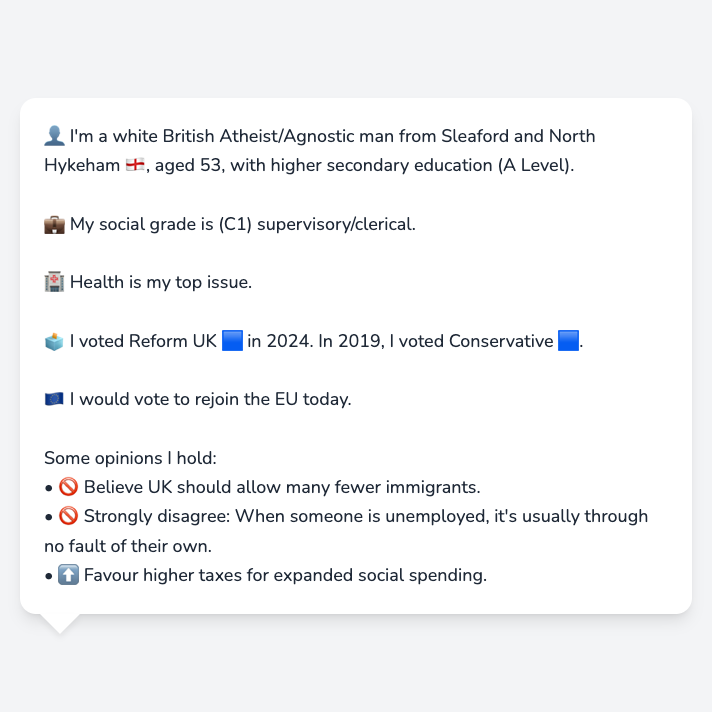 👤 I'm a white British Atheist/Agnostic man from Sleaford and North
Hykeham 🏴󠁧󠁢󠁥󠁮󠁧󠁿, aged 53, with higher secondary education (A Level).
💼 My social grade is (C1) supervisory/clerical.
🏥 Health is my top issue.
🗳️ I voted Reform UK 🟦 in 2024. In 2019, I voted Conservative 🟦.
🇪🇺 I would vote to rejoin the EU today.
Some opinions I hold:
• 🚫 Believe UK should allow many fewer immigrants.
• 🚫 Strongly disagree: When someone is unemployed, it's usually through
no fault of their own.
• ⬆️ Favour higher taxes for expanded social spending.